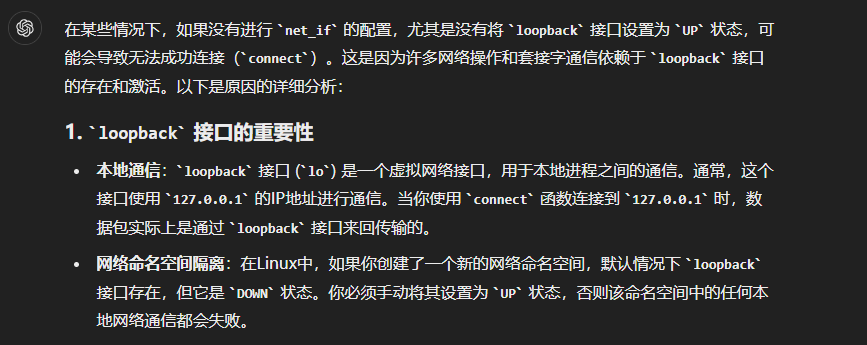 在某些情况下，如果没有进行 `net_if` 的配置，尤其是没有将 `loopback` 接口设置为 `UP` 状态，可
能会导致无法成功连接（`connect`）。这是因为许多网络操作和套接字通信依赖于 `loopback` 接口
的存在和激活。以下是原因的详细分析：
1. `loopback` 接口的重要性
• 本地通信：`loopback` 接口 (`lo`) 是一个虚拟网络接口，用于本地进程之间的通信。通常，这个
接口使用 `127.0.0.1` 的IP地址进行通信。当你使用 `connect` 函数连接到 `127.0.0.1` 时，数
据包实际上是通过 `loopback` 接口来回传输的。
• 网络命名空间隔离：在Linux中，如果你创建了一个新的网络命名空间，默认情况下 `loopback`
接口存在，但它是 `DOWN` 状态。你必须手动将其设置为 `UP` 状态，否则该命名空间中的任何本
地网络通信都会失败。